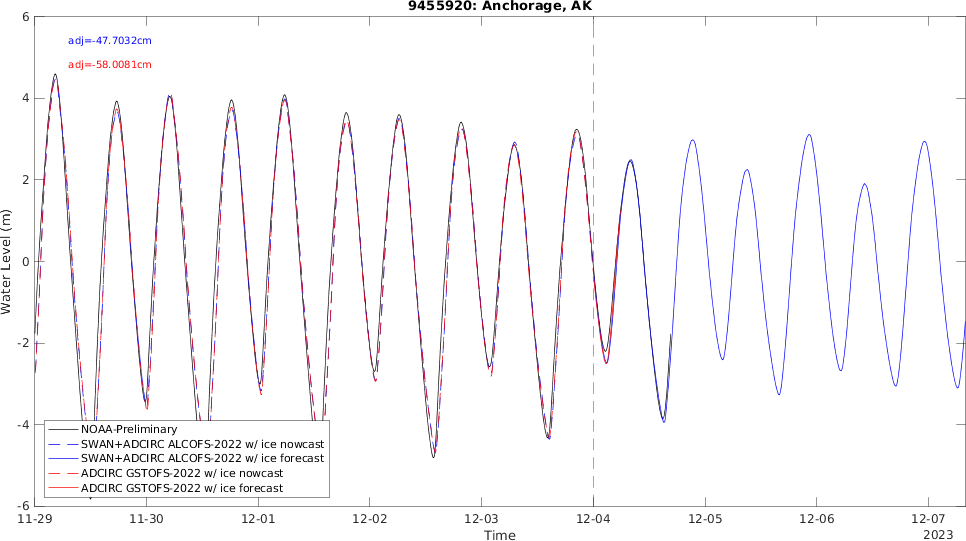 9455920: Anchorage, AK
adj=-47.7032cm
adj=-58.0081cm
Water Level (m)
6
4
2
0
-2
-4
-6
NOAA-Preliminary
SWAN+ADCIRC ALCOFS-2022 w/ ice nowcast
SWAN+ADCIRC ALCOFS-2022 w/ ice forecast
ADCIRC GSTOFS-2022 w/ ice nowcast
ADCIRC GSTOFS-2022 w/ ice forecast
11-29 11-30 12-01 12-02 12-03 12-04 12-05 12-06 12-07
Time
2023